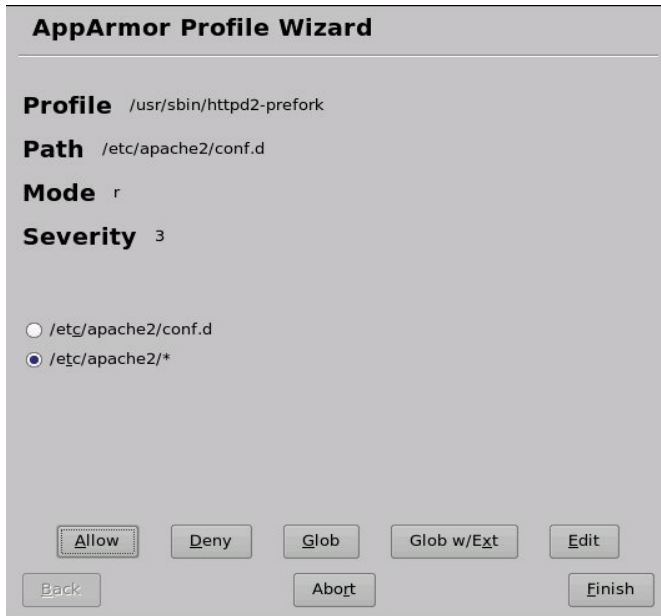 AppArmor Profile Wizard
Profile /usr/sbin/httpd2-prefork
Path /etc/apache2/conf.d
Mode r
Severity 3
/etc/apache2/conf.d
/etc/apache2/*
Allow Deny Glob Glob w/Ext Edit
Back Abort Finish